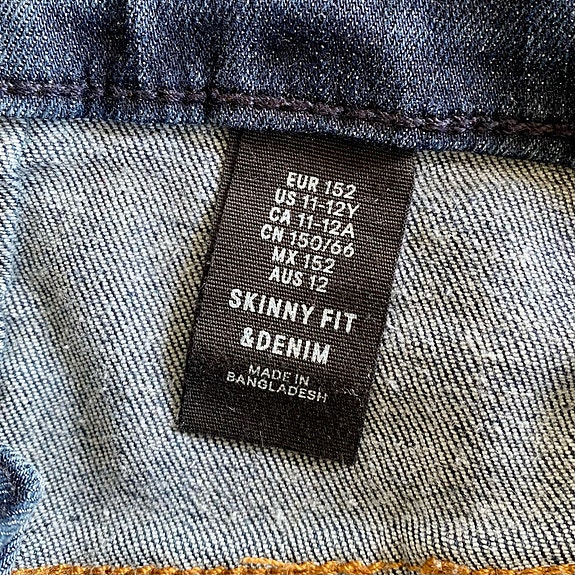 EUR 152
US 11-12Y
CA 11-12A
CN 150/66
MX 152
AUS 12
SKINNY FIT
&DENIM
MADE IN
BANGLADESH